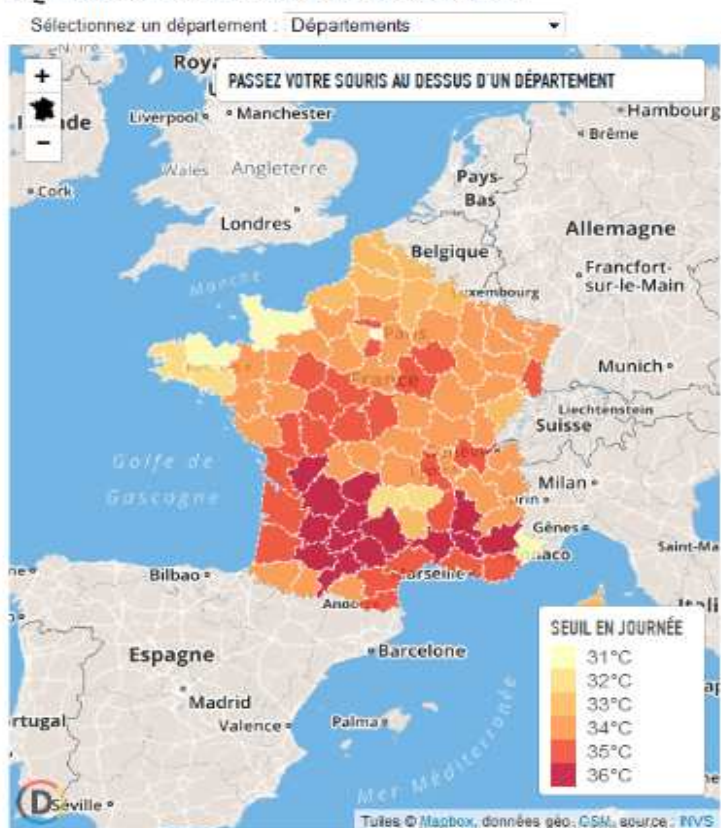 Sélectionnez un département : Départements
PASSEZ VOTRE SOURIS AU DESSUS D'UN DÉPARTEMENT
+
−
Liverpool
Manchester
Hambourg
Brême
Wales
Angleterre
Cork
Pays-
Bas
Londres
Allemagne
Belgique
Francfort-
sur-le-Main
Manche
Paris
France
Munich
Liechtenstein
Suisse
Golfe de
Gascogne
Milan
Gênes
Saint-Ma
Bilbao
Marseille
Espagne
Barcelone
Madrid
Valence
Palma
Mer Méditerranée
Séville
SEUIL EN JOURNÉE
31°C
32°C
33°C
34°C
35°C
36°C
D
Tuiles © Mapbox, données géo. OSM, source : INVS